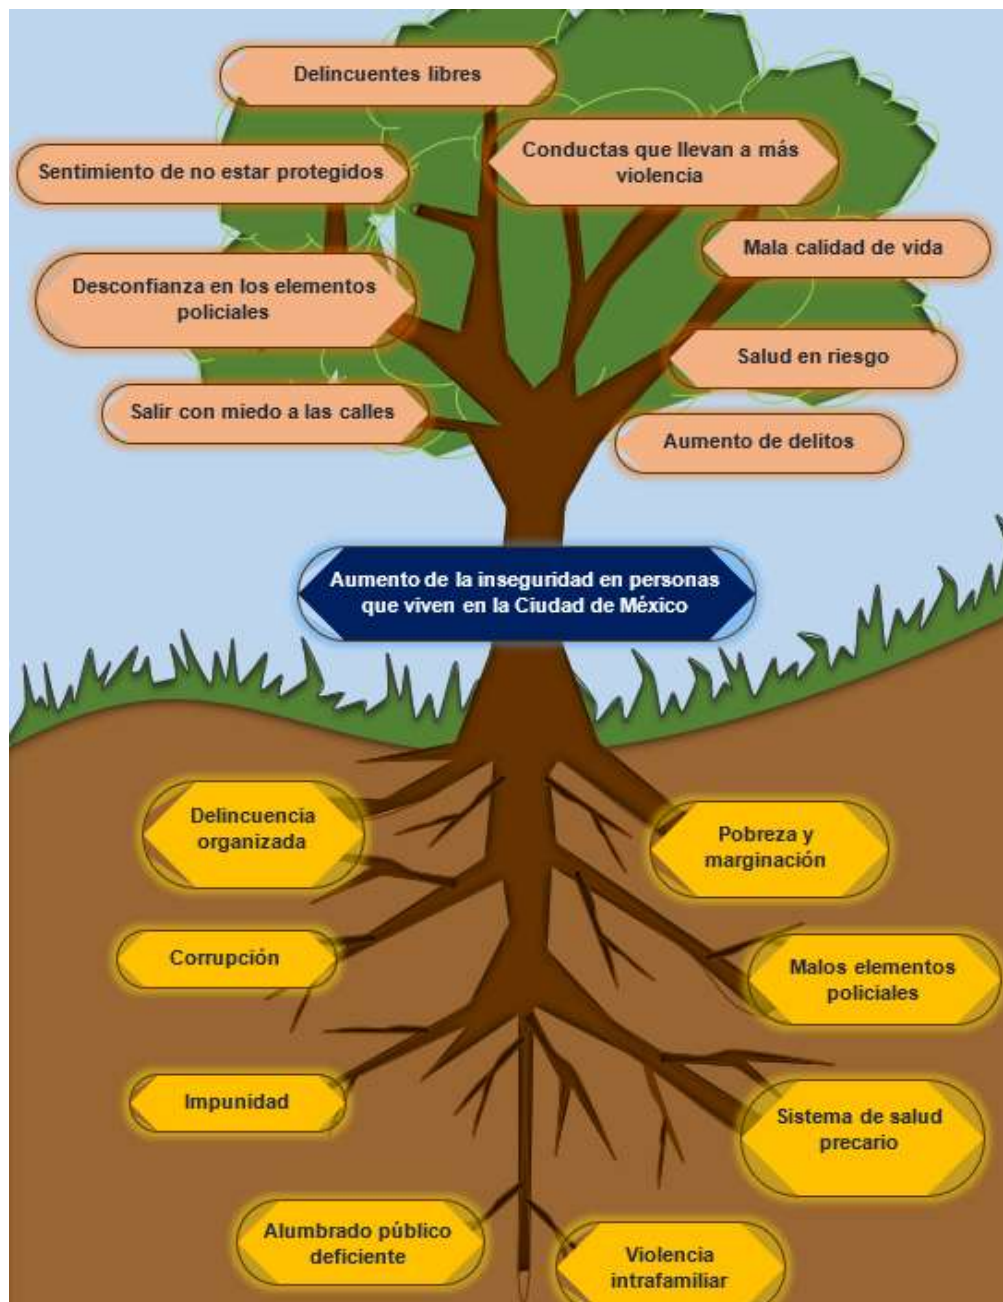 Delincuentes libres
Conductas que llevan a más
violencia
Sentimiento de no estar protegidos
Mala calidad de vida
Desconfianza en los elementos
policiales
Salud en riesgo
Salir con miedo a las calles
Aumento de delitos
Aumento de la inseguridad en personas
que viven en la Ciudad de México
Delincuencia
organizada
Pobreza y
marginación
Corrupción
Malos elementos
policiales
Impunidad
Sistema de salud
precario
Alumbrado público
deficiente
Violencia
intrafamiliar